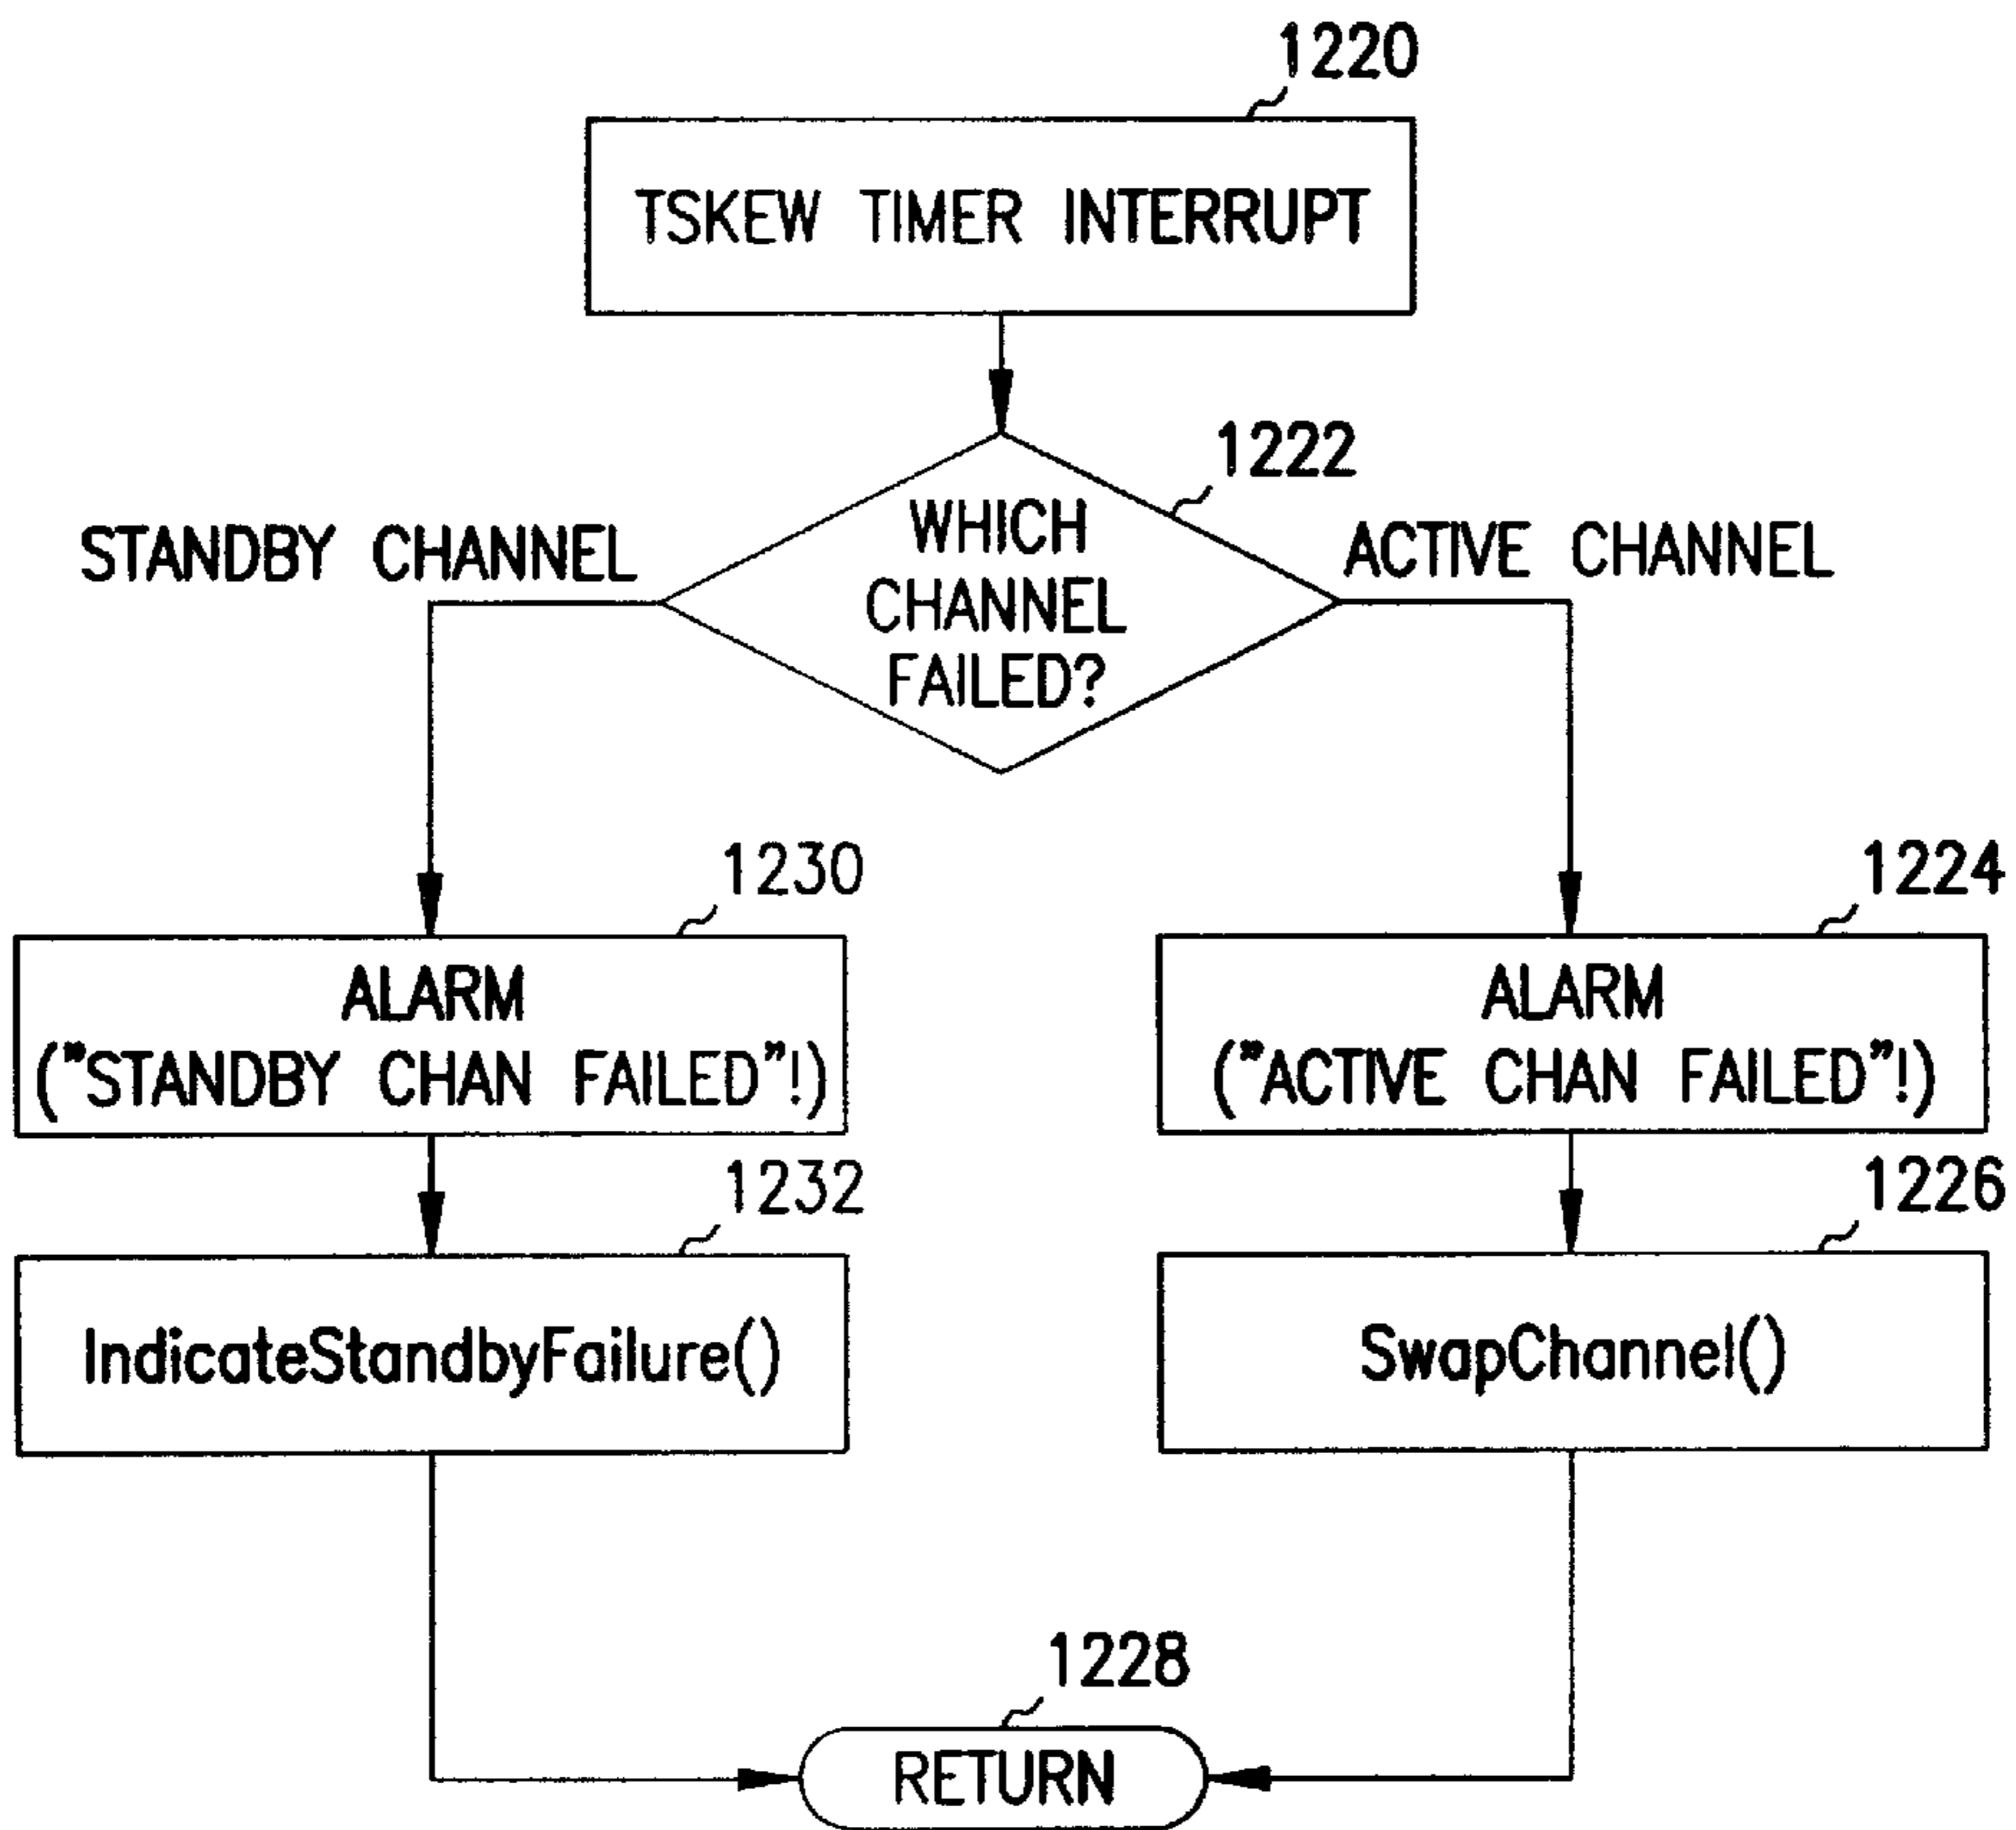 1220
TSKEW TIMER INTERRUPT
1222
WHICH
CHANNEL
FAILED?
STANDBY CHANNEL
ACTIVE CHANNEL
1230
ALARM
("STANDBY CHAN FAILED"!)
1224
ALARM
("ACTIVE CHAN FAILED"!)
1232
IndicateStandbyFailure()
1226
SwapChannel()
1228
RETURN